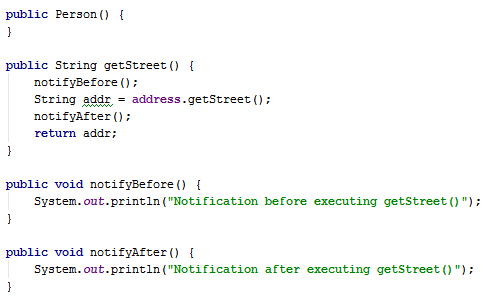 public Person() {
}
public String getStreet() {
    notifyBefore();
    String addr = address.getStreet();
    notifyAfter();
    return addr;
}
public void notifyBefore() {
    System.out.println("Notification before executing getStreet()");
}
public void notifyAfter() {
    System.out.println("Notification after executing getStreet()");
}